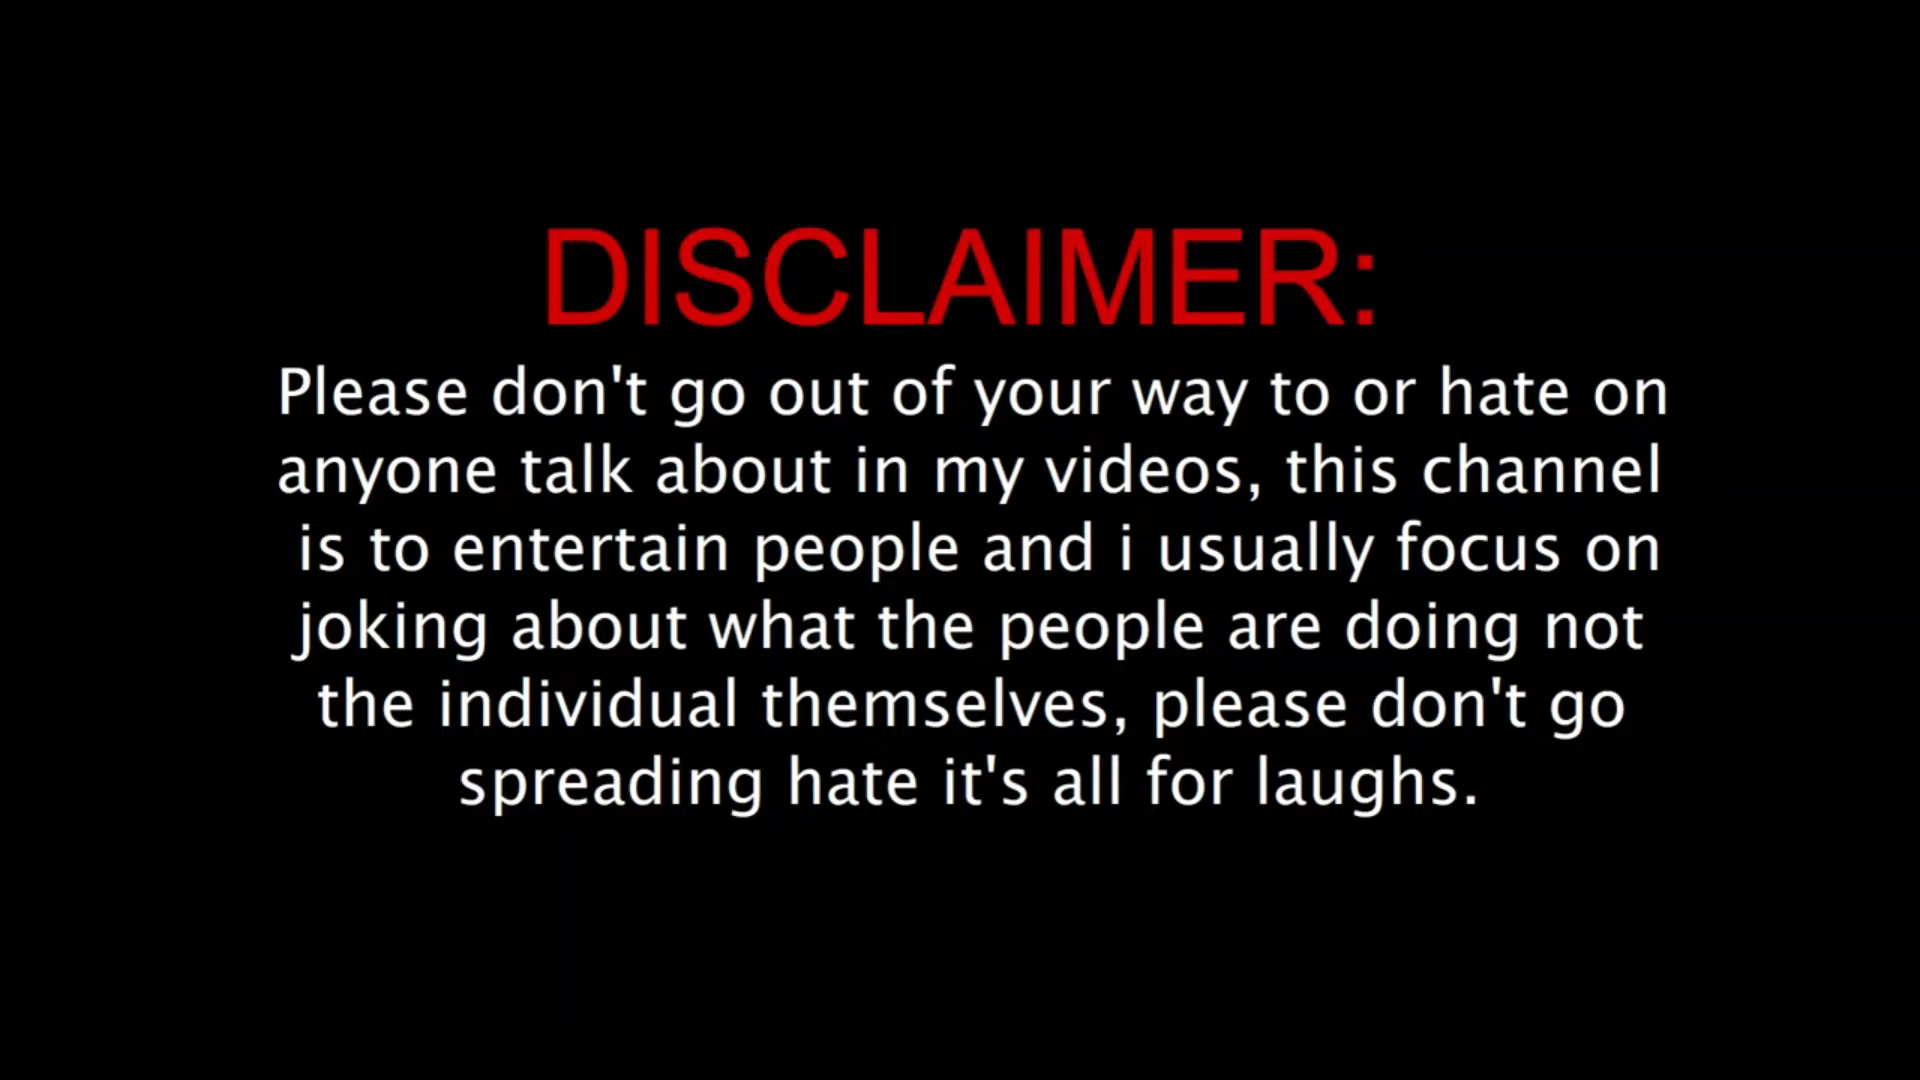 DISCLAIMER:
Please don't go out of your way to or hate on
anyone talk about in my videos, this channel
is to entertain people and i usually focus on
joking about what the people are doing not
the individual themselves, please don't go
spreading hate it's all for laughs.